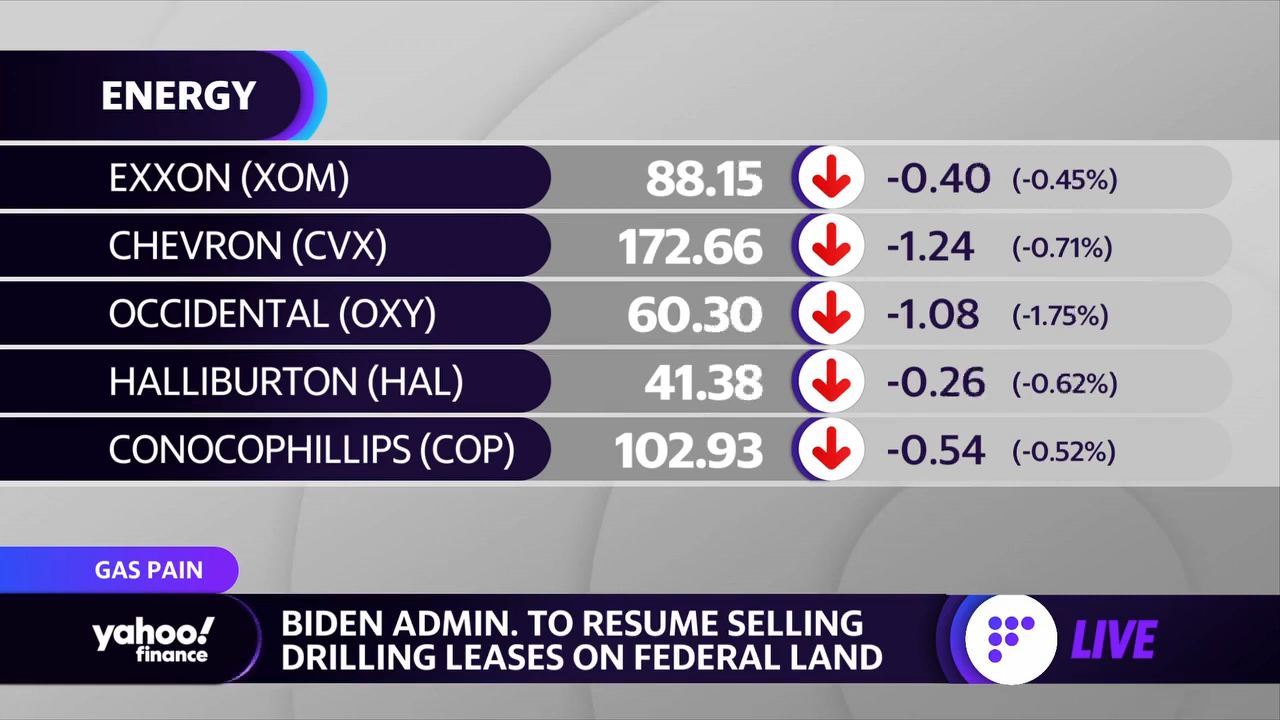 ENERGY
EXXON (XOM) 88.15 -0.40 (-0.45%)
CHEVRON (CVX) 172.66 -1.24 (-0.71%)
OCCIDENTAL (OXY) 60.30 -1.08 (-1.75%)
HALLIBURTON (HAL) 41.38 -0.26 (-0.62%)
CONOCOPHILLIPS (COP) 102.93 -0.54 (-0.52%)
GAS PAIN
yahoo!
finance
BIDEN ADMIN. TO RESUME SELLING
DRILLING LEASES ON FEDERAL LAND
LIVE